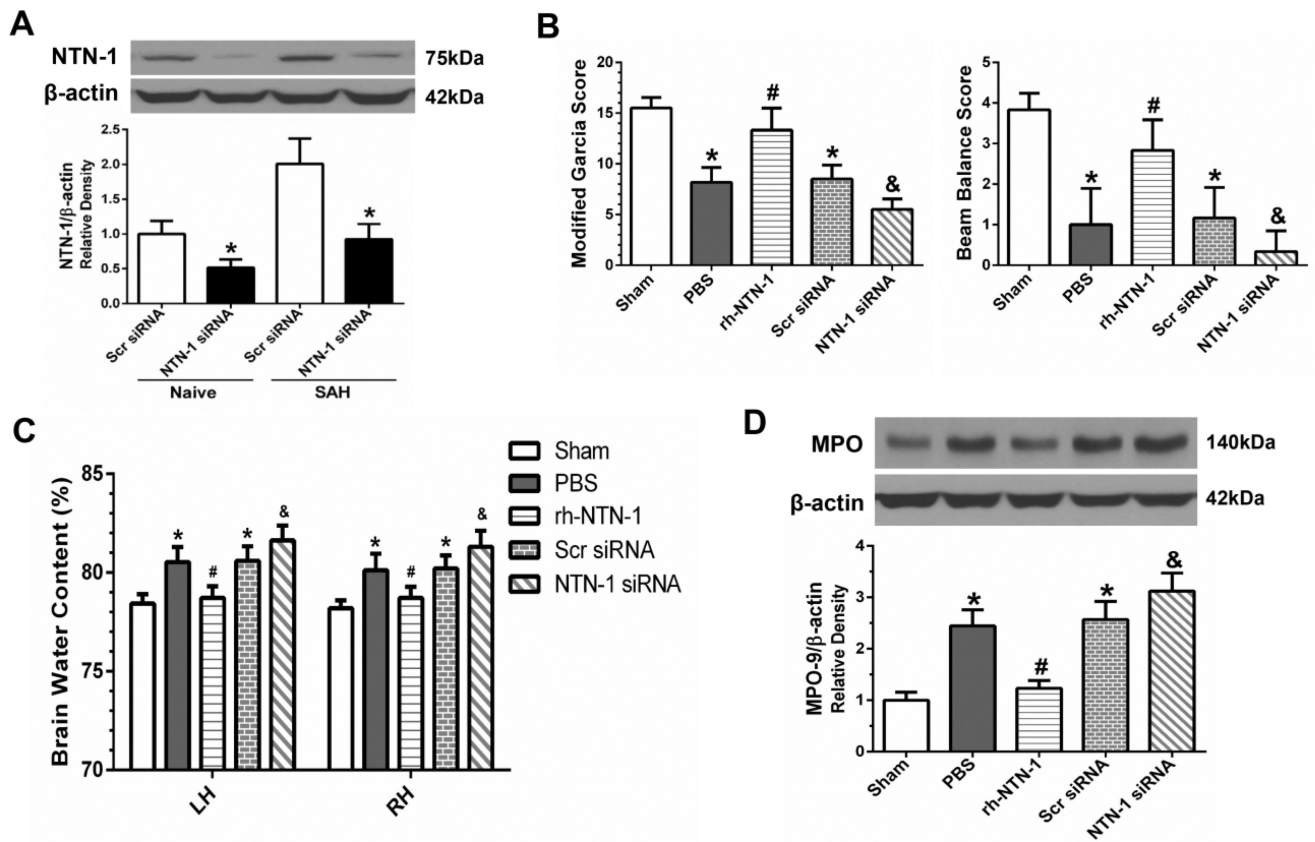 A
NTN-1
75kDa
β-actin
42kDa
NTN-1/β-actin
Relative Density
2.5
2.0
1.5
1.0
0.5
0.0
*
*
Scr siRNA
NTN-1 siRNA
Scr siRNA
NTN-1 siRNA
Naive
SAH
B
Modified Garcia Score
20
15
10
5
0
*
#
*
&
Sham
PBS
rh-NTN-1
Scr siRNA
NTN-1 siRNA
Beam Balance Score
5
4
3
2
1
0
*
#
*
&
Sham
PBS
rh-NTN-1
Scr siRNA
NTN-1 siRNA
C
Brain Water Content (%)
85
80
75
70
*
#
*
&
*
#
*
&
LH
RH
Sham
PBS
rh-NTN-1
Scr siRNA
NTN-1 siRNA
D
MPO
140kDa
β-actin
42kDa
MPO-9/β-actin
Relative Density
4
3
2
1
0
*
#
*
&
Sham
PBS
rh-NTN-1
Scr siRNA
NTN-1 siRNA